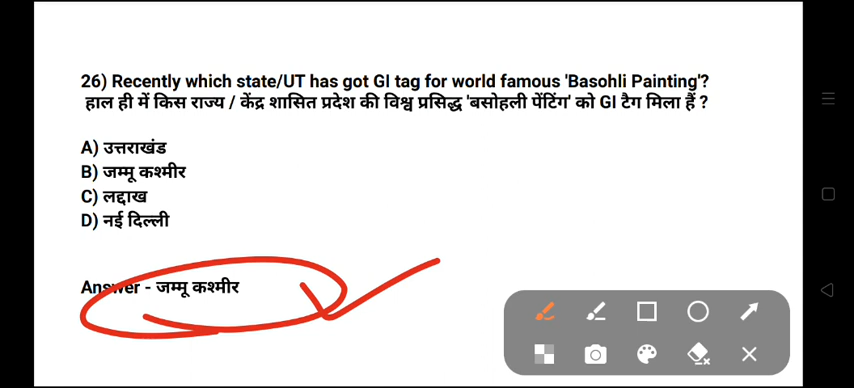 26) Recently which state/UT has got GI tag for world famous 'Basohli Painting'?
हाल ही में किस राज्य / केंद्र शासित प्रदेश की विश्व प्रसिद्ध 'बसोहली पेंटिंग' को GI टैग मिला हैं ?
A) उत्तराखंड
B) जम्मू कश्मीर
C) लद्दाख
D) नई दिल्ली
Answer - जम्मू कश्मीर